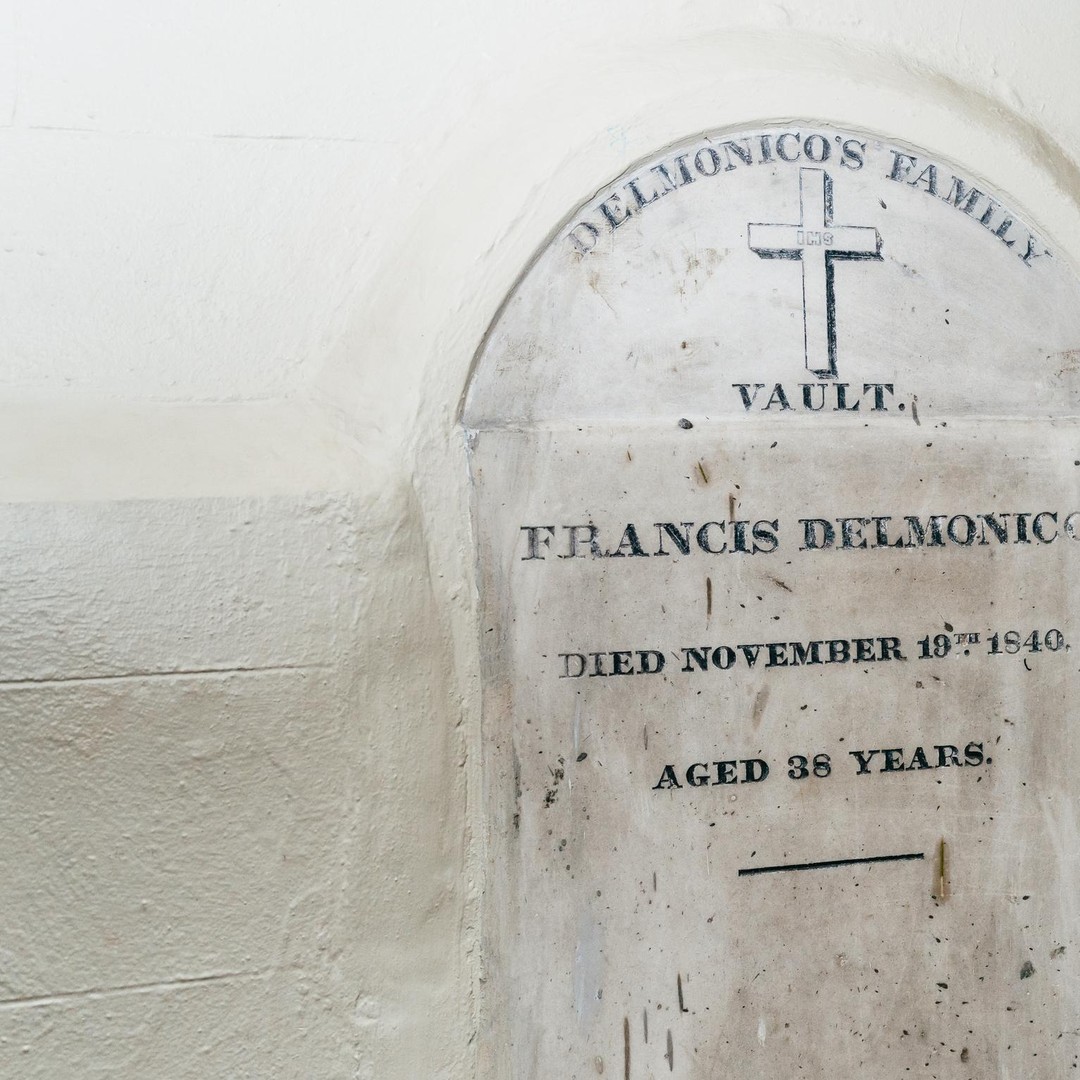 DELMONICO'S FAMILY
IHS
VAULT.
FRANCIS DELMONICO
DIED NOVEMBER 19TH. 1840.
AGED 38 YEARS.